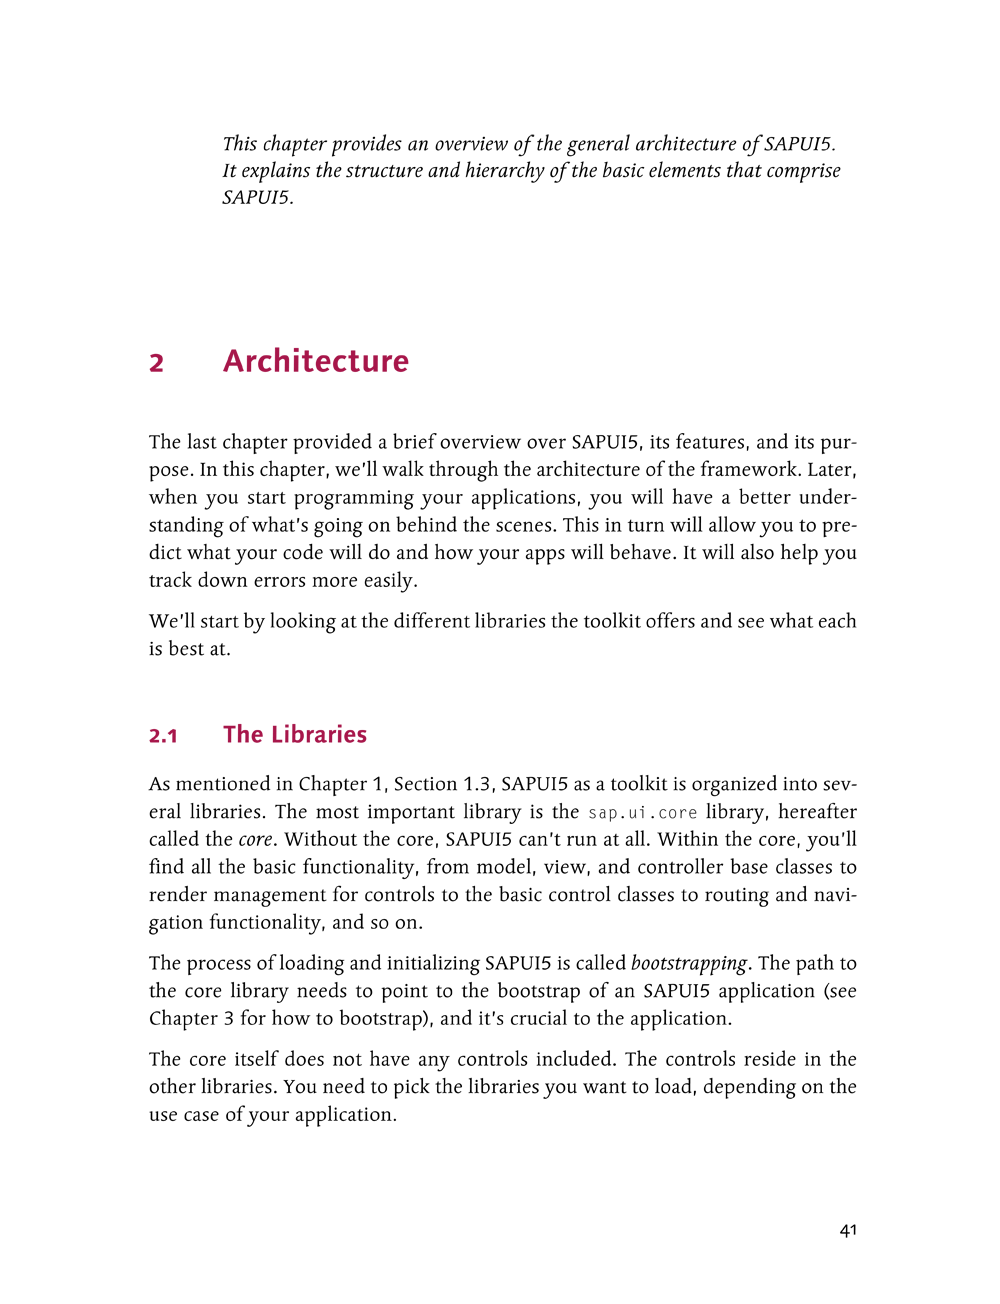 This chapter provides an overview of the general architecture of SAPUI5.
It explains the structure and hierarchy of the basic elements that comprise
SAPUI5.
2 Architecture
The last chapter provided a brief overview over SAPUI5, its features, and its pur-
pose. In this chapter, we’ll walk through the architecture of the framework. Later,
when you start programming your applications, you will have a better under-
standing of what’s going on behind the scenes. This in turn will allow you to pre-
dict what your code will do and how your apps will behave. It will also help you
track down errors more easily.
We’ll start by looking at the different libraries the toolkit offers and see what each
is best at.
2.1 The Libraries
As mentioned in Chapter 1, Section 1.3, SAPUI5 as a toolkit is organized into sev-
eral libraries. The most important library is the sap.ui.core library, hereafter
called the core. Without the core, SAPUI5 can’t run at all. Within the core, you’ll
find all the basic functionality, from model, view, and controller base classes to
render management for controls to the basic control classes to routing and navi-
gation functionality, and so on.
The process of loading and initializing SAPUI5 is called bootstrapping. The path to
the core library needs to point to the bootstrap of an SAPUI5 application (see
Chapter 3 for how to bootstrap), and it’s crucial to the application.
The core itself does not have any controls included. The controls reside in the
other libraries. You need to pick the libraries you want to load, depending on the
use case of your application.
41